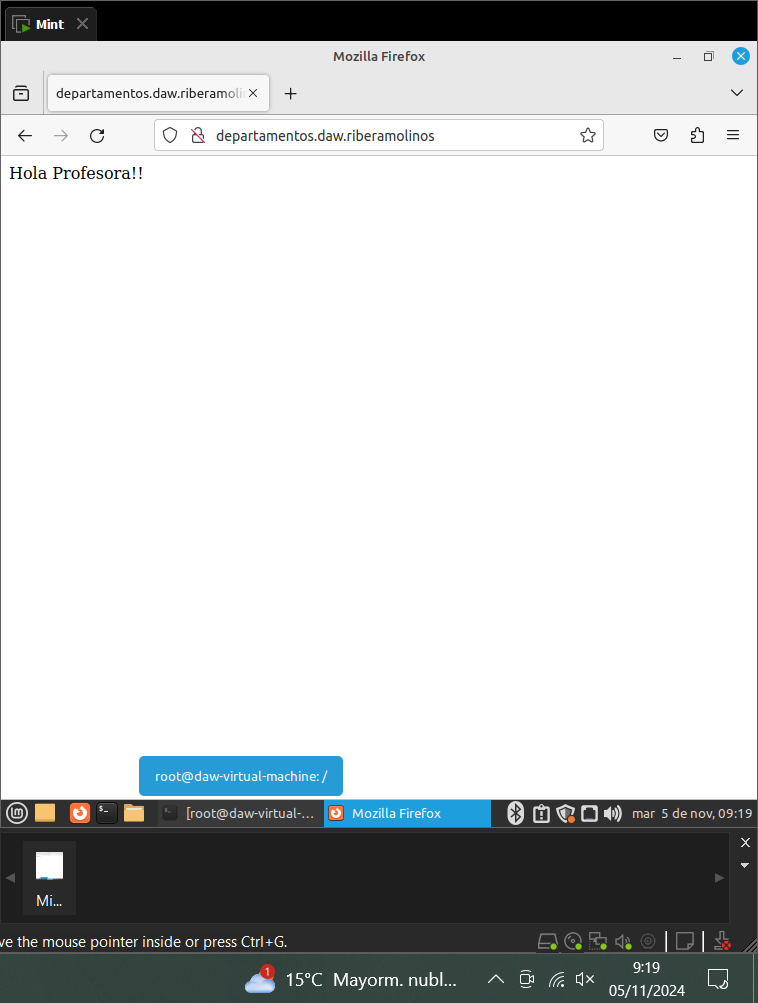 Mint
Mozilla Firefox
departamentos.daw.riberamolin
departamentos.daw.riberamolinos
Hola Profesora!!
root@daw-virtual-machine: /
[root@daw-virtual-...
Mozilla Firefox
mar 5 de nov, 09:19
Mi...
ve the mouse pointer inside or press Ctrl+G.
1
15°C Mayorm. nubl...
9:19
05/11/2024